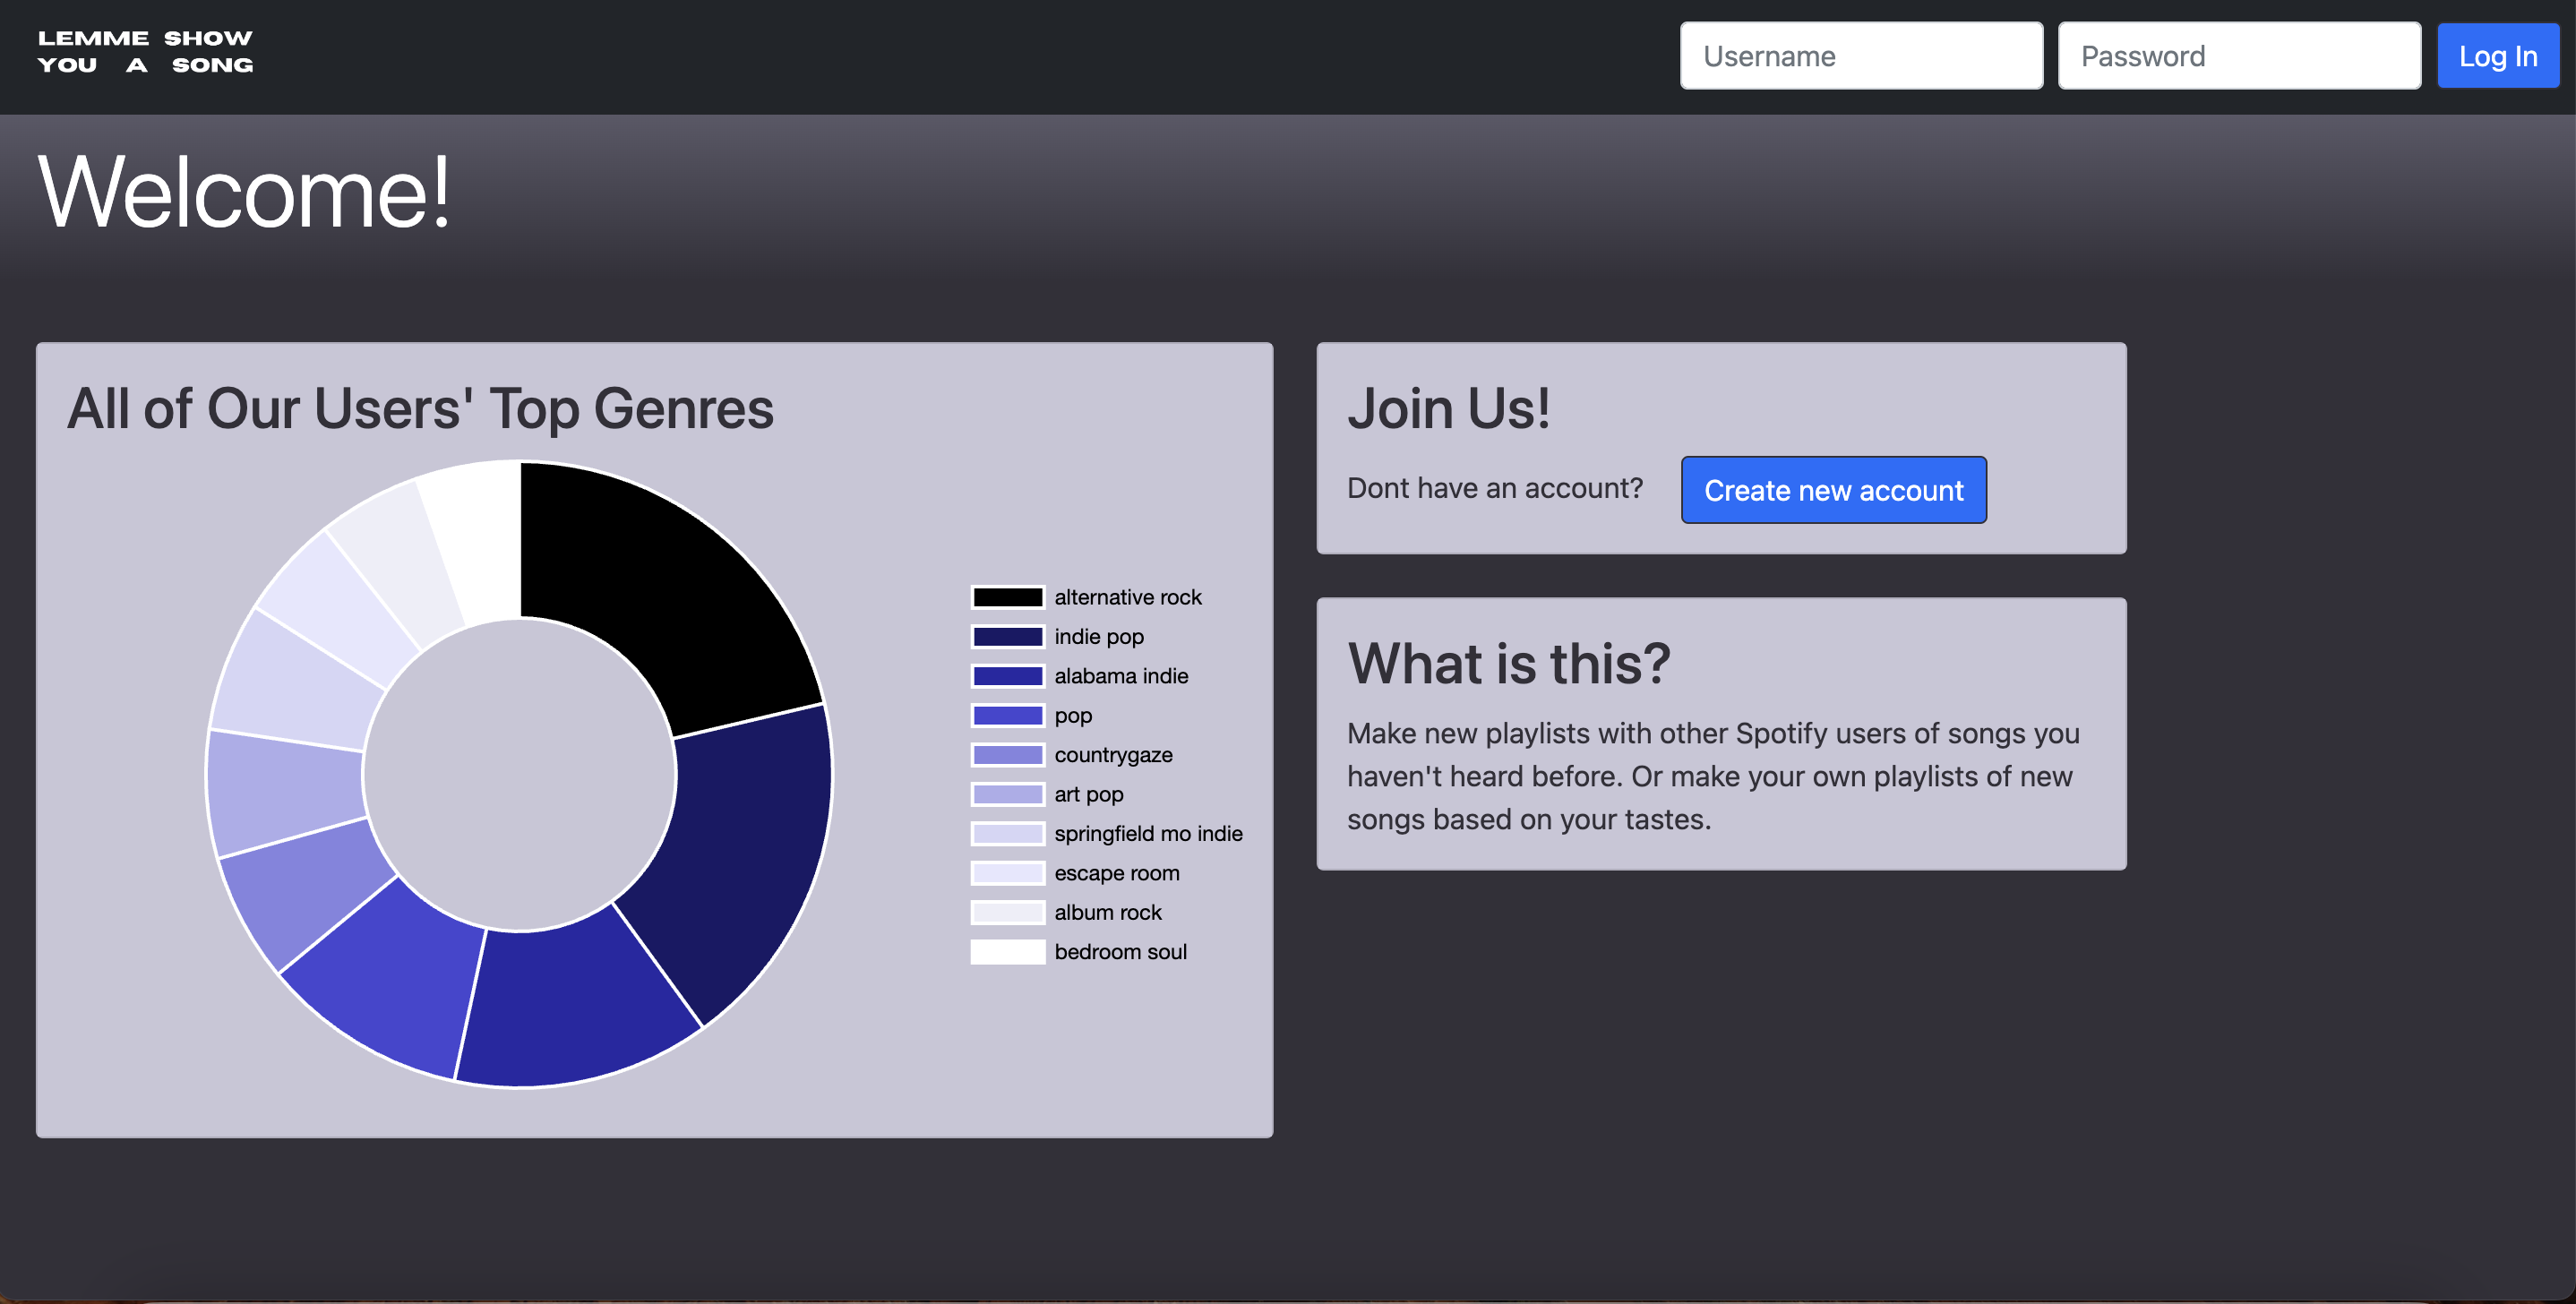 LEMME SHOW
YOU A SONG
Username
Password
Log In
Welcome!
All of Our Users' Top Genres
alternative rock
indie pop
alabama indie
pop
countrygaze
art pop
springfield mo indie
escape room
album rock
bedroom soul
Join Us!
Dont have an account?
Create new account
What is this?
Make new playlists with other Spotify users of songs you
haven't heard before. Or make your own playlists of new
songs based on your tastes.